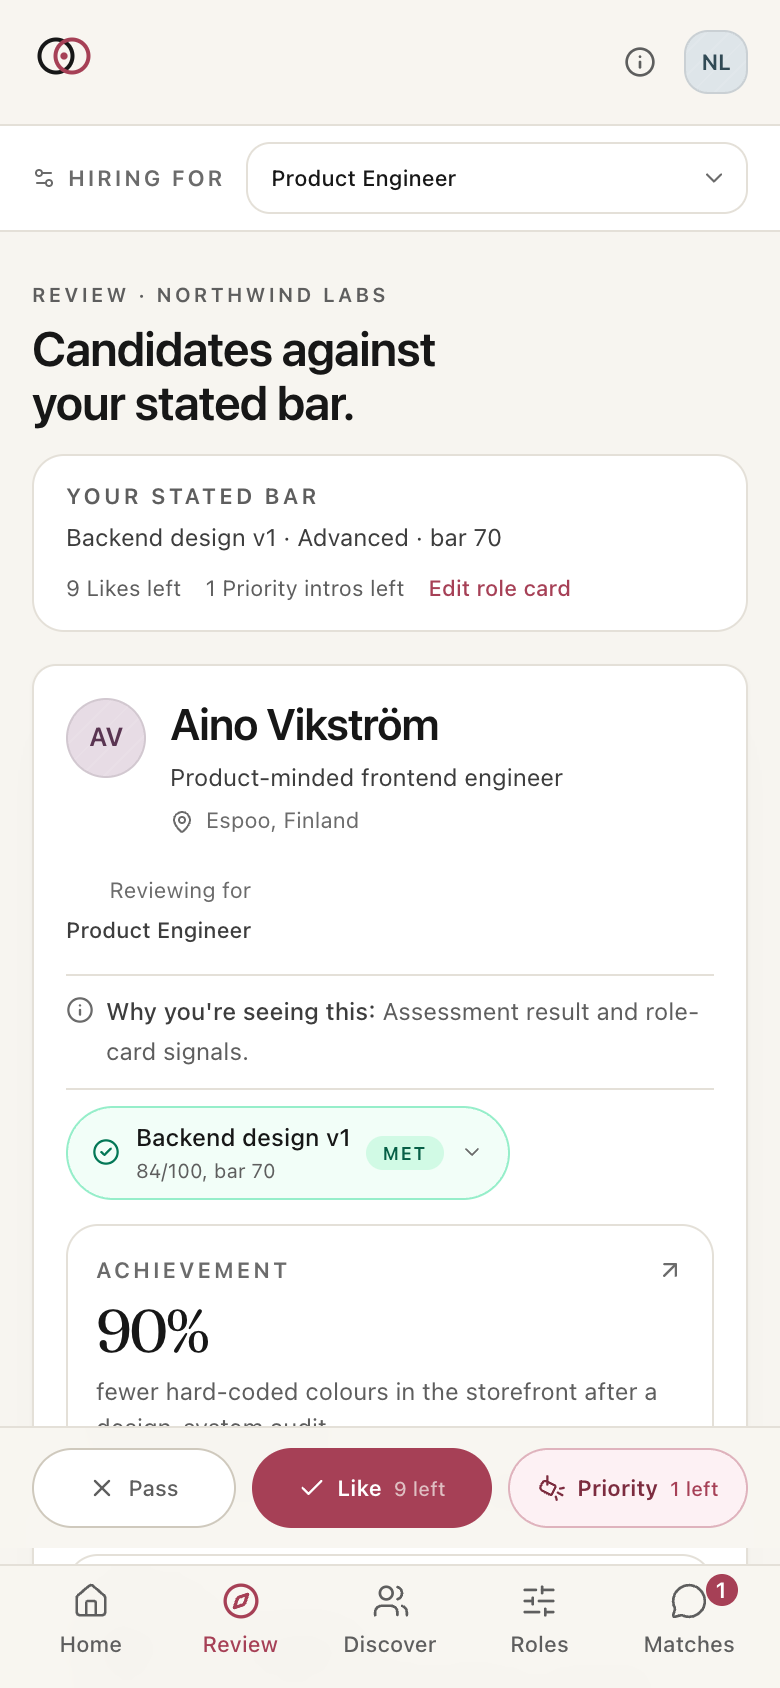 NL
HIRING FOR
Product Engineer
REVIEW · NORTHWIND LABS
Candidates against
your stated bar.
YOUR STATED BAR
Backend design v1 · Advanced · bar 70
9 Likes left 1 Priority intros left Edit role card
AV
Aino Vikström
Product-minded frontend engineer
Espoo, Finland
Reviewing for
Product Engineer
Why you're seeing this: Assessment result and role-
card signals.
Backend design v1
84/100, bar 70
MET
ACHIEVEMENT
90%
fewer hard-coded colours in the storefront after a
design-system audit
Pass
Like 9 left
Priority 1 left
Home
Review
Discover
Roles
1
Matches